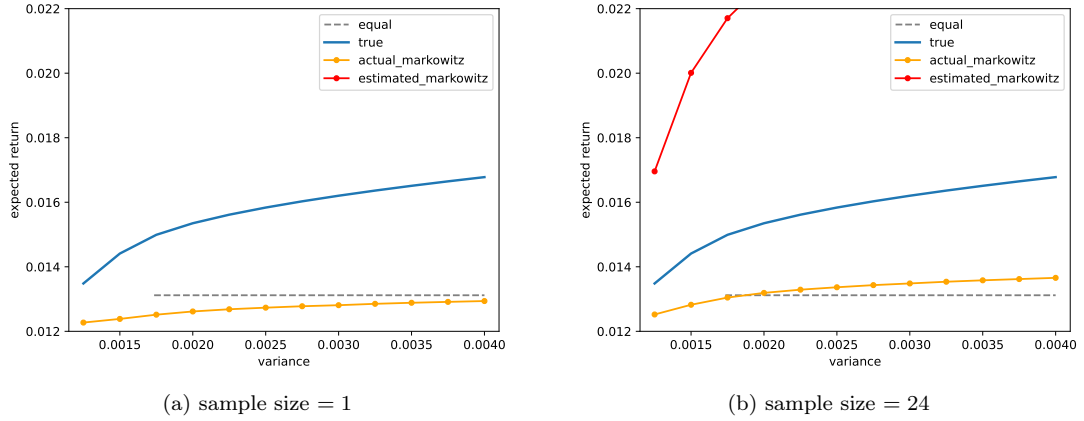 0.022
0.020
0.018
0.016
0.014
0.012
expected return
equal
true
actual_markowitz
estimated_markowitz
0.0015 0.0020 0.0025 0.0030 0.0035 0.0040
variance
(a) sample size = 1
0.022
0.020
0.018
0.016
0.014
0.012
expected return
equal
true
actual_markowitz
estimated_markowitz
0.0015 0.0020 0.0025 0.0030 0.0035 0.0040
variance
(b) sample size = 24